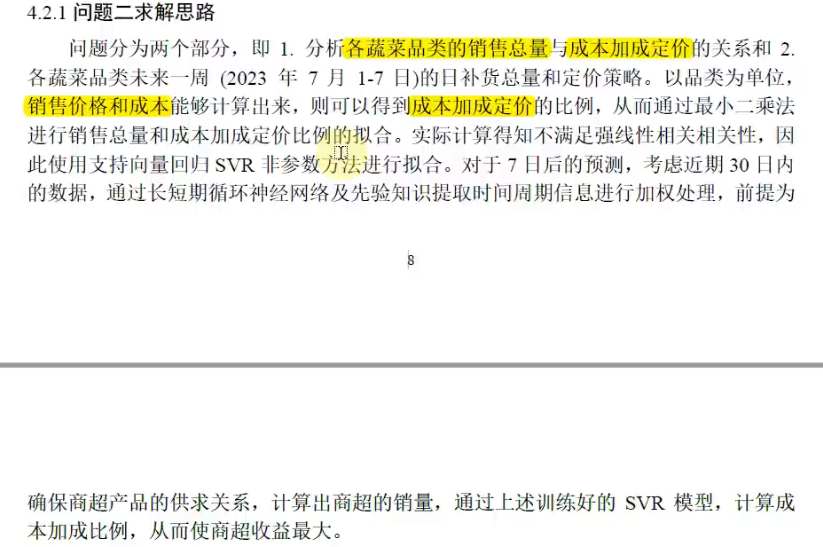 4.2.1 问题二求解思路
问题分为两个部分，即 1. 分析各蔬菜品类的销售总量与成本加成定价的关系和 2.
各蔬菜品类未来一周 (2023 年 7 月 1-7 日)的日补货总量和定价策略。以品类为单位，
销售价格和成本能够计算出来，则可以得到成本加成定价的比例，从而通过最小二乘法
进行销售总量和成本加成定价比例的拟合。实际计算得知不满足强线性相关相关性，因
此使用支持向量回归 SVR 非参数方法进行拟合。对于 7 日后的预测，考虑近期 30 日内
的数据，通过长短期循环神经网络及先验知识提取时间周期信息进行加权处理，前提为
8
确保商超产品的供求关系，计算出商超的销量，通过上述训练好的 SVR 模型，计算成
本加成比例，从而使商超收益最大。